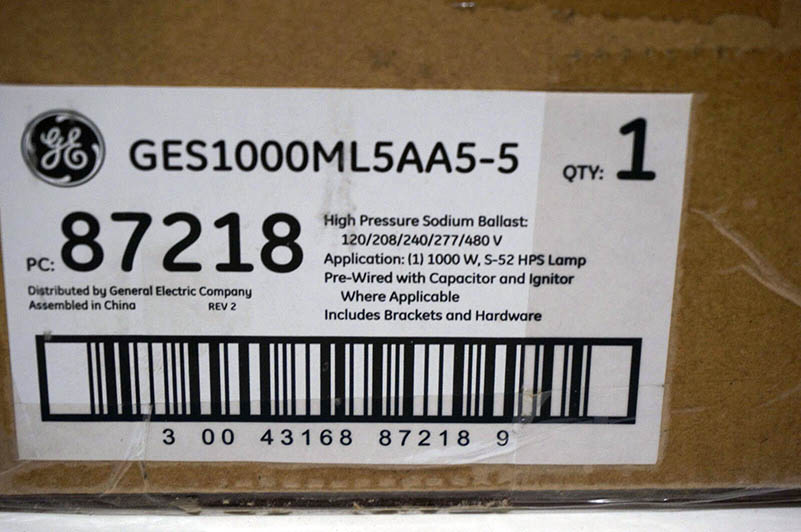 GE
GES1000ML5AA5-5
QTY: 1
PC: 87218
High Pressure Sodium Ballast:
120/208/240/277/480 V
Application: (1) 1000 W, S-52 HPS Lamp
Pre-Wired with Capacitor and Ignitor
Where Applicable
Includes Brackets and Hardware
Distributed by General Electric Company
Assembled in China REV 2
3 00 43168 87218 9